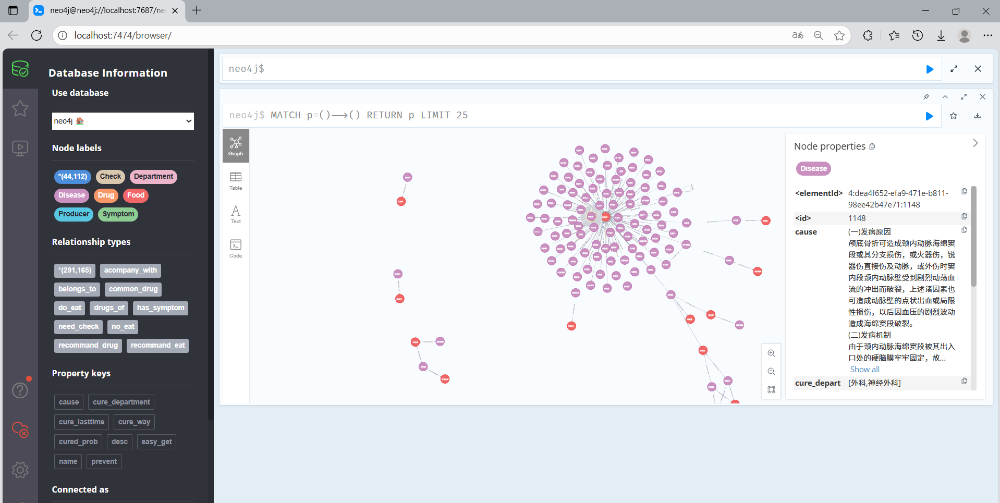 neo4j@neo4j://localhost:7687/ne
localhost:7474/browser/
aあ
Database Information
Use database
neo4j
Node labels
*(44,112) Check Department
Disease Drug Food
Producer Symptom
Relationship types
*(291,165) acompany_with
belongs_to common_drug
do_eat drugs_of has_symptom
need_check no_eat
recommand_drug recommand_eat
Property keys
cause cure_department
cure_lasttime cure_way
cured_prob desc easy_get
name prevent
Connected as
neo4j$
neo4j$ MATCH p=()-->() RETURN p LIMIT 25
Graph
Table
Text
Code
Node properties
Disease
<elementId> 4:dea4f652-efa9-471e-b811-
98ee42b47e71:1148
<id> 1148
cause (一)发病原因
颅底骨折可造成颈内动脉海绵窦
段或其分支损伤，或火器伤，锐
器伤直接伤及动脉，或外伤时窦
内段颈内动脉壁受到剧烈动荡血
流的冲出而破裂，上述诸因素也
可造成动脉壁的点状出血或局限
性损伤，以后因血压的剧烈波动
造成海绵窦段破裂。
(二)发病机制
由于颈内动脉海绵窦段被其出入
口处的硬脑膜牢牢固定，故...
Show all
cure_depart [外科,神经外科]